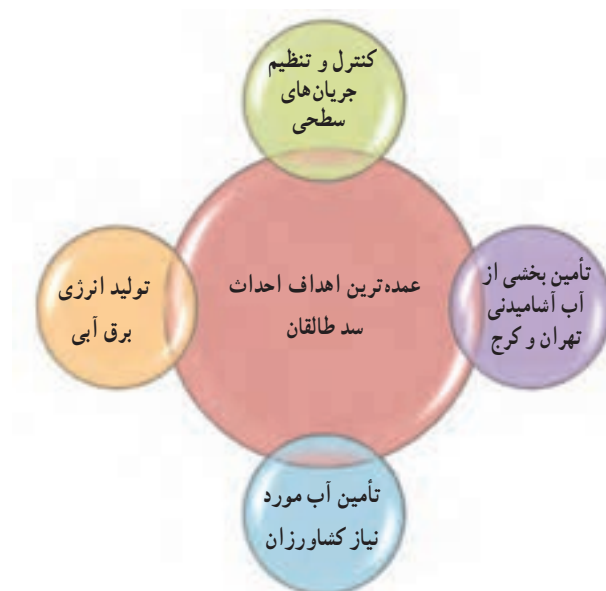 کنترل و تنظیم
جریان‌های
سطحی
تأمین بخشی از
آب آشامیدنی
تهران و کرج
عمده‌ترین اهداف احداث
سد طالقان
تولید انرژی
برق آبی
تأمین آب مورد
نیاز کشاورزان